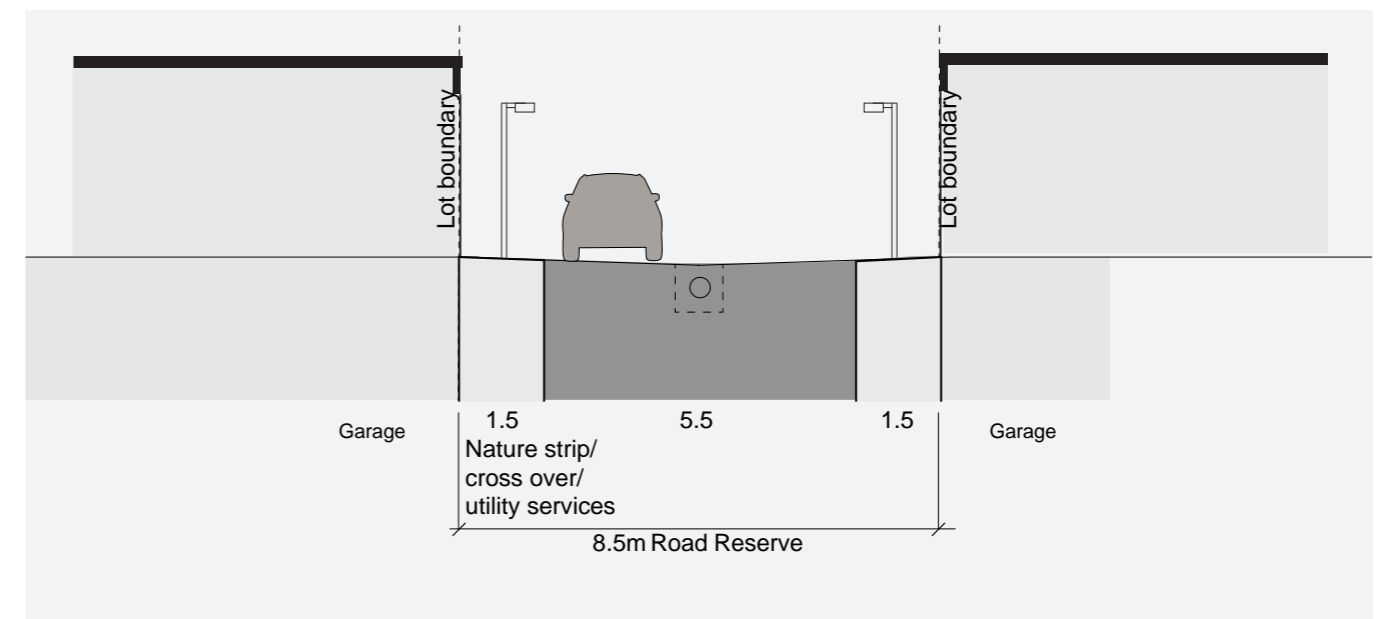 Lot boundary
Lot boundary
1.5
5.5
1.5
Garage
Garage
Nature strip/
cross over/
utility services
8.5m Road Reserve